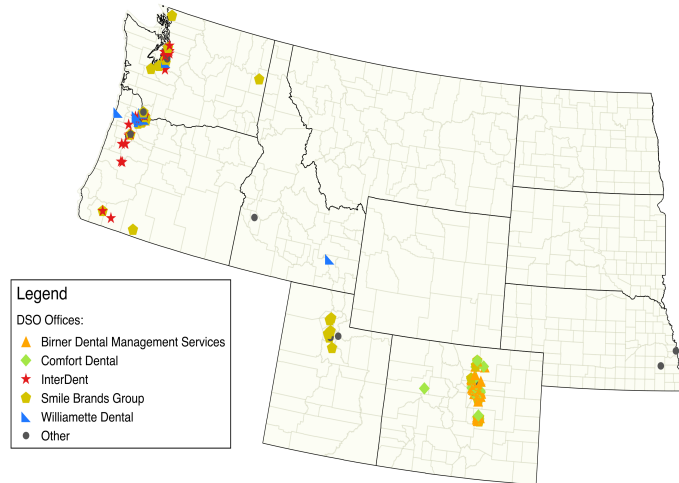 Legend
DSO Offices:
Birner Dental Management Services
Comfort Dental
InterDent
Smile Brands Group
Williamette Dental
Other